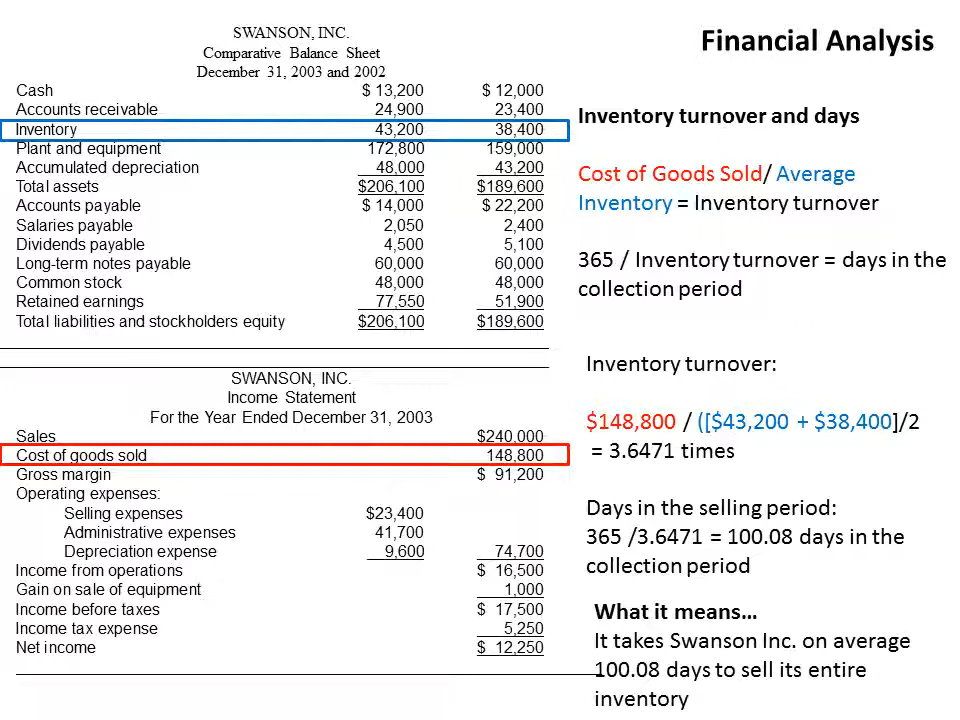 SWANSON, INC.
Comparative Balance Sheet
December 31, 2003 and 2002
Cash $ 13,200 $ 12,000
Accounts receivable 24,900 23,400
Inventory 43,200 38,400
Plant and equipment 172,800 159,000
Accumulated depreciation 48,000 43,200
Total assets $206,100 $189,600
Accounts payable $ 14,000 $ 22,200
Salaries payable 2,050 2,400
Dividends payable 4,500 5,100
Long-term notes payable 60,000 60,000
Common stock 48,000 48,000
Retained earnings 77,550 51,900
Total liabilities and stockholders equity $206,100 $189,600
SWANSON, INC.
Income Statement
For the Year Ended December 31, 2003
Sales $240,000
Cost of goods sold 148,800
Gross margin $ 91,200
Operating expenses:
Selling expenses $23,400
Administrative expenses 41,700
Depreciation expense 9,600 74,700
Income from operations $ 16,500
Gain on sale of equipment 1,000
Income before taxes $ 17,500
Income tax expense 5,250
Net income $ 12,250
Financial Analysis
Inventory turnover and days
Cost of Goods Sold/ Average
Inventory = Inventory turnover
365 / Inventory turnover = days in the
collection period
Inventory turnover:
$148,800 / ([$43,200 + $38,400]/2
= 3.6471 times
Days in the selling period:
365 /3.6471 = 100.08 days in the
collection period
What it means…
It takes Swanson Inc. on average
100.08 days to sell its entire
inventory